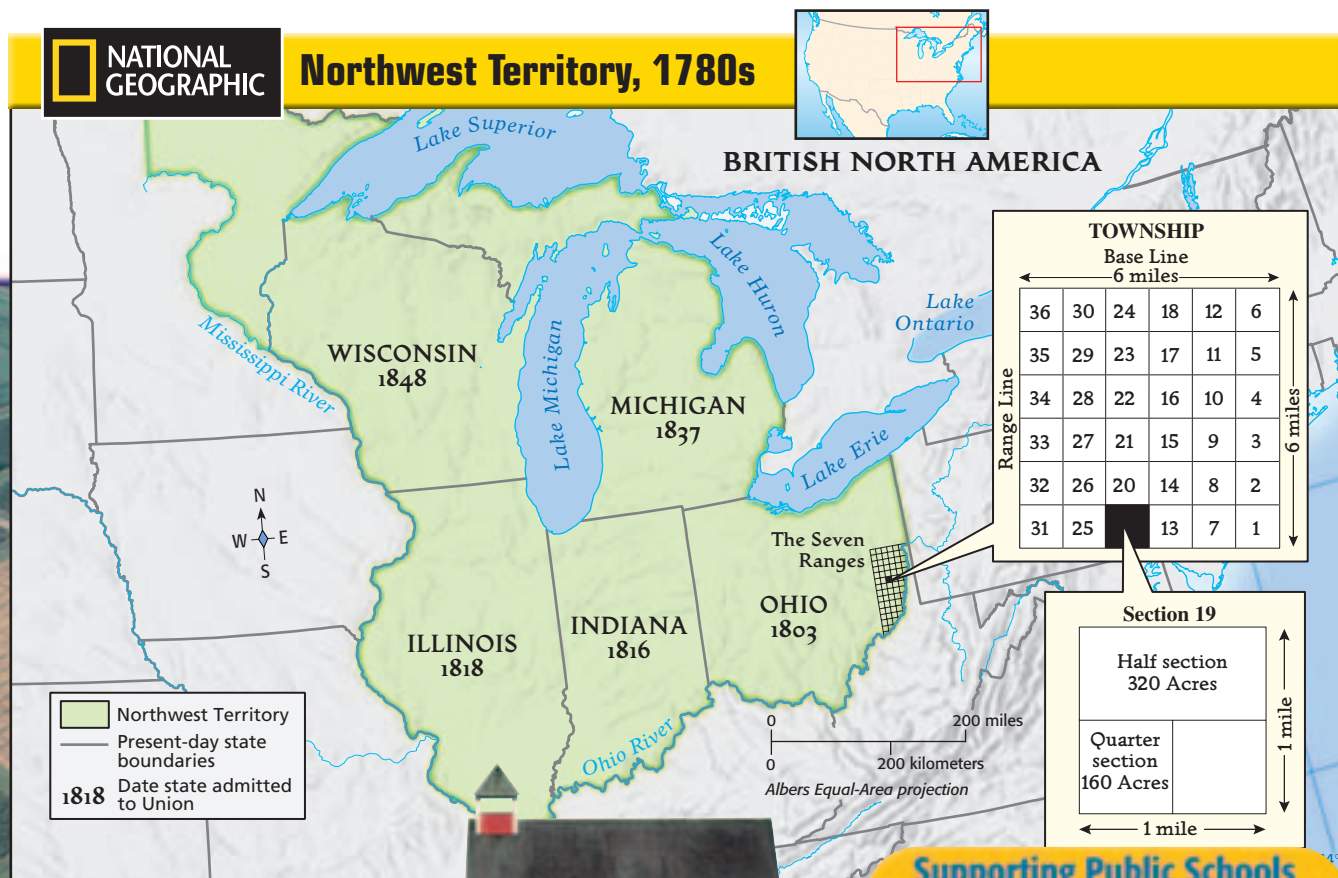 NATIONAL
GEOGRAPHIC
Northwest Territory, 1780s
Lake Superior
BRITISH NORTH AMERICA
Lake Huron
Lake
Ontario
Mississippi River
WISCONSIN
1848
Lake Michigan
MICHIGAN
1837
Lake Erie
N
W E
S
The Seven
Ranges
ILLINOIS
1818
INDIANA
1816
OHIO
1803
Ohio River
Northwest Territory
Present-day state
boundaries
1818 Date state admitted
to Union
0 200 miles
0 200 kilometers
Albers Equal-Area projection
TOWNSHIP
Base Line
6 miles
Range Line
36 30 24 18 12 6
35 29 23 17 11 5
34 28 22 16 10 4
33 27 21 15 9 3
32 26 20 14 8 2
31 25 13 7 1
6 miles
Section 19
Half section
320 Acres
Quarter
section
160 Acres
1 mile
1 mile
Supporting Public Schools